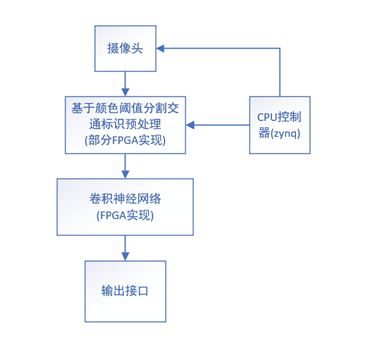 摄像头
基于颜色阈值分割交
通标识预处理
(部分FPGA实现)
CPU控制
器(zynq)
卷积神经网络
(FPGA实现)
输出接口